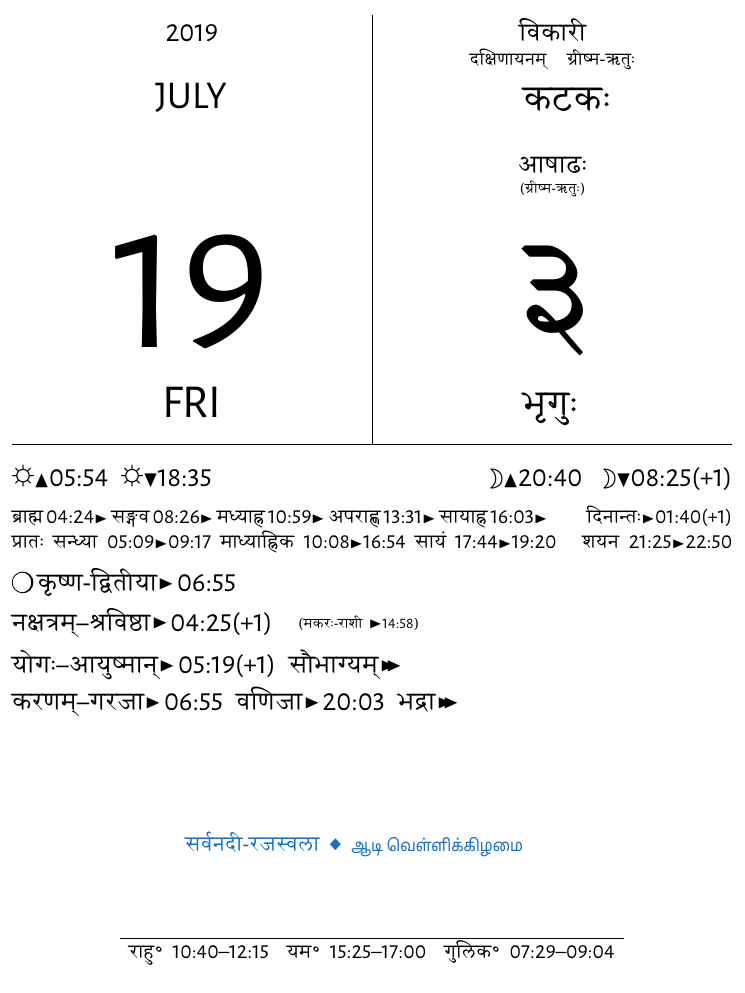 2019
JULY
19
FRI
विकारी
दक्षिणायनम् ग्रीष्म-ऋतुः
कटकः
आषाढः
(ग्रीष्म-ऋतुः)
३
भृगुः
☼▲05:54 ☼▼18:35 ☽▲20:40 ☽▼08:25(+1)
ब्राह्म 04:24► सङ्गव 08:26► मध्याह्न 10:59► अपराह्ण 13:31► सायाह्न 16:03► दिनान्तः►01:40(+1)
प्रातः सन्ध्या 05:09►09:17 माध्याह्निक 10:08►16:54 सायं 17:44►19:20 शयन 21:25►22:50
◯ कृष्ण-द्वितीया► 06:55
नक्षत्रम्–श्रविष्ठा► 04:25(+1) (मकरः-राशी ►14:58)
योगः–आयुष्मान्► 05:19(+1) सौभाग्यम्►►
करणम्–गरजा► 06:55 वणिजा► 20:03 भद्रा►►
सर्वनदी-रजस्वला ◆ ஆடி வெள்ளிக்கிழமை
राहु° 10:40–12:15 यम° 15:25–17:00 गुलिक° 07:29–09:04